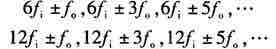 6f_i ± f_o, 6f_i ± 3f_o, 6f_i ± 5f_o, ⋯
12f_i ± f_o, 12f_i ± 3f_o, 12f_i ± 5f_o, ⋯